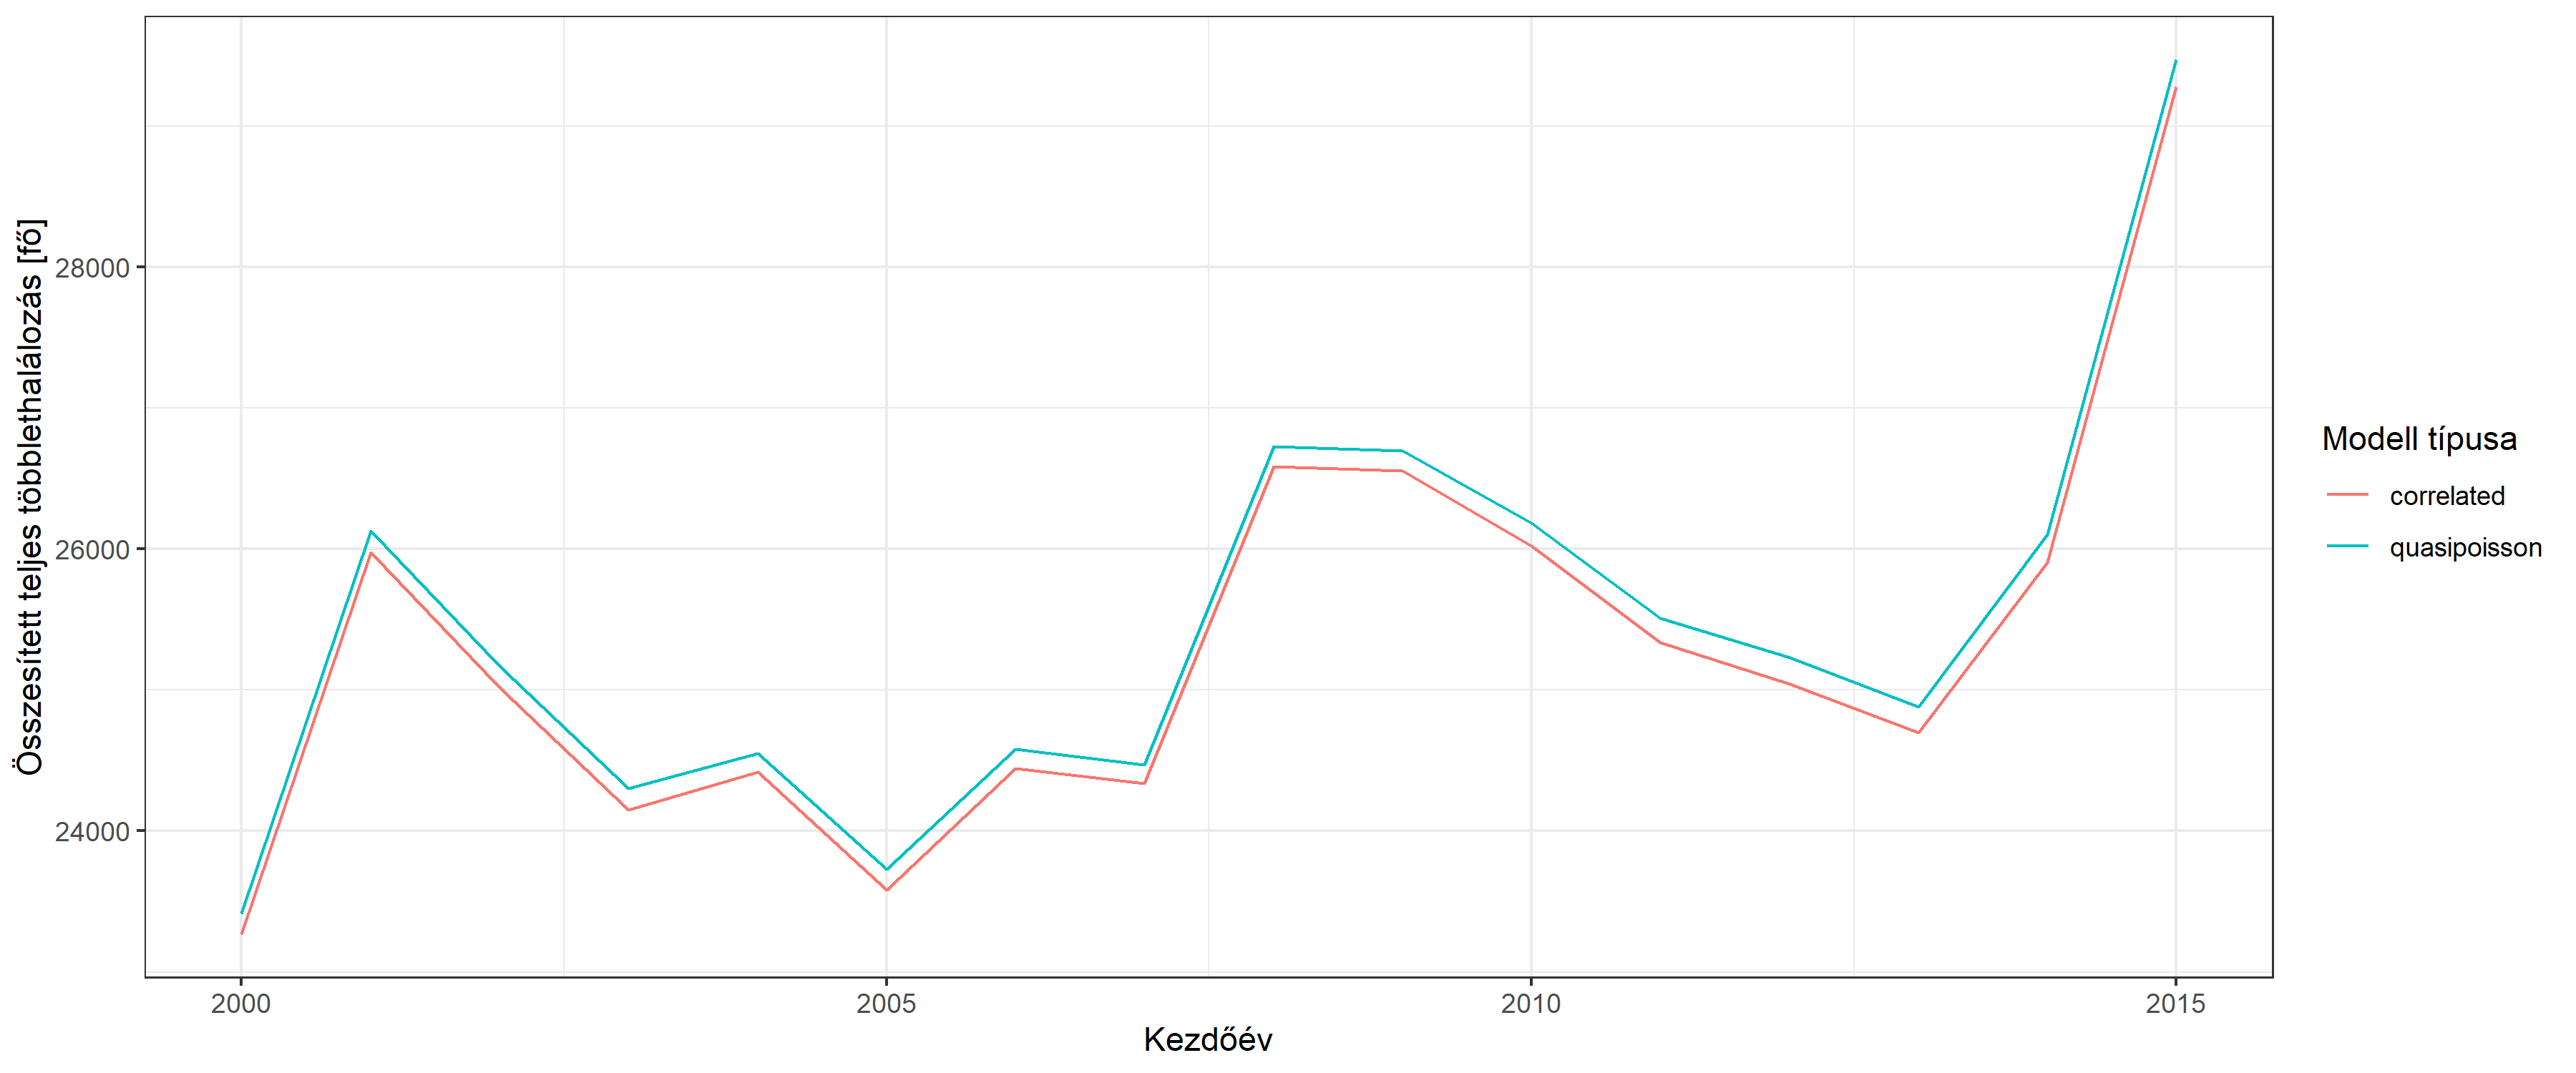 Összesített teljes többlethalálozás [fő]
28000
26000
24000
2000
2005
2010
2015
Kezdőév
Modell típusa
correlated
quasipoisson